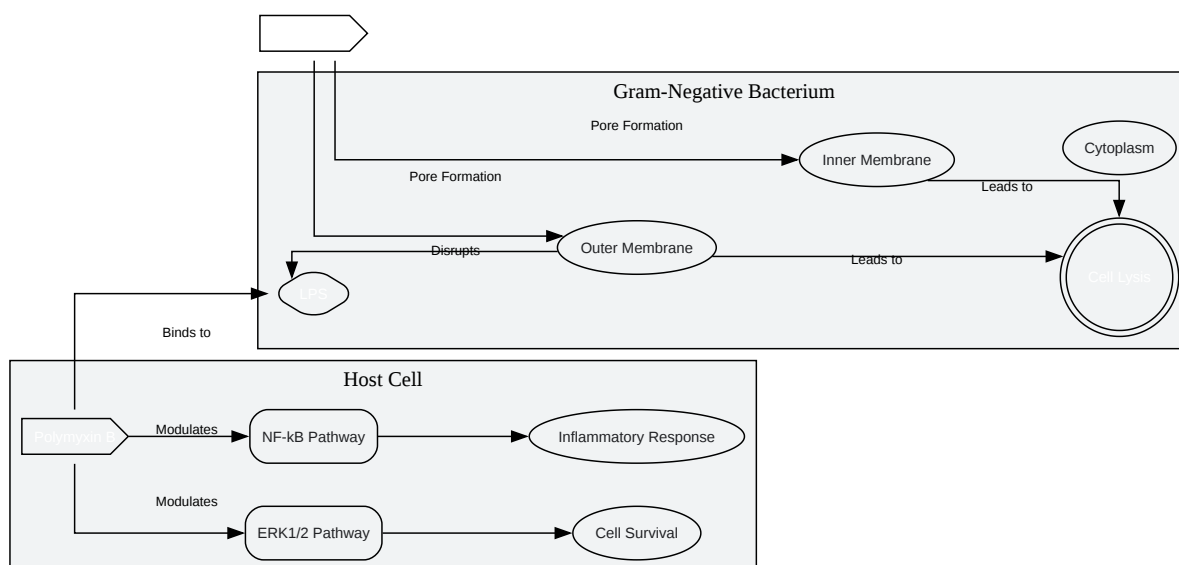 Gram-Negative Bacterium
Pore Formation
Cytoplasm
Inner Membrane
Pore Formation
Leads to
Outer Membrane
Disrupts
Leads to
Cell Lysis
LPS
Binds to
Host Cell
Modulates
Polymyxin B
NF-kB Pathway
Inflammatory Response
Modulates
ERK1/2 Pathway
Cell Survival